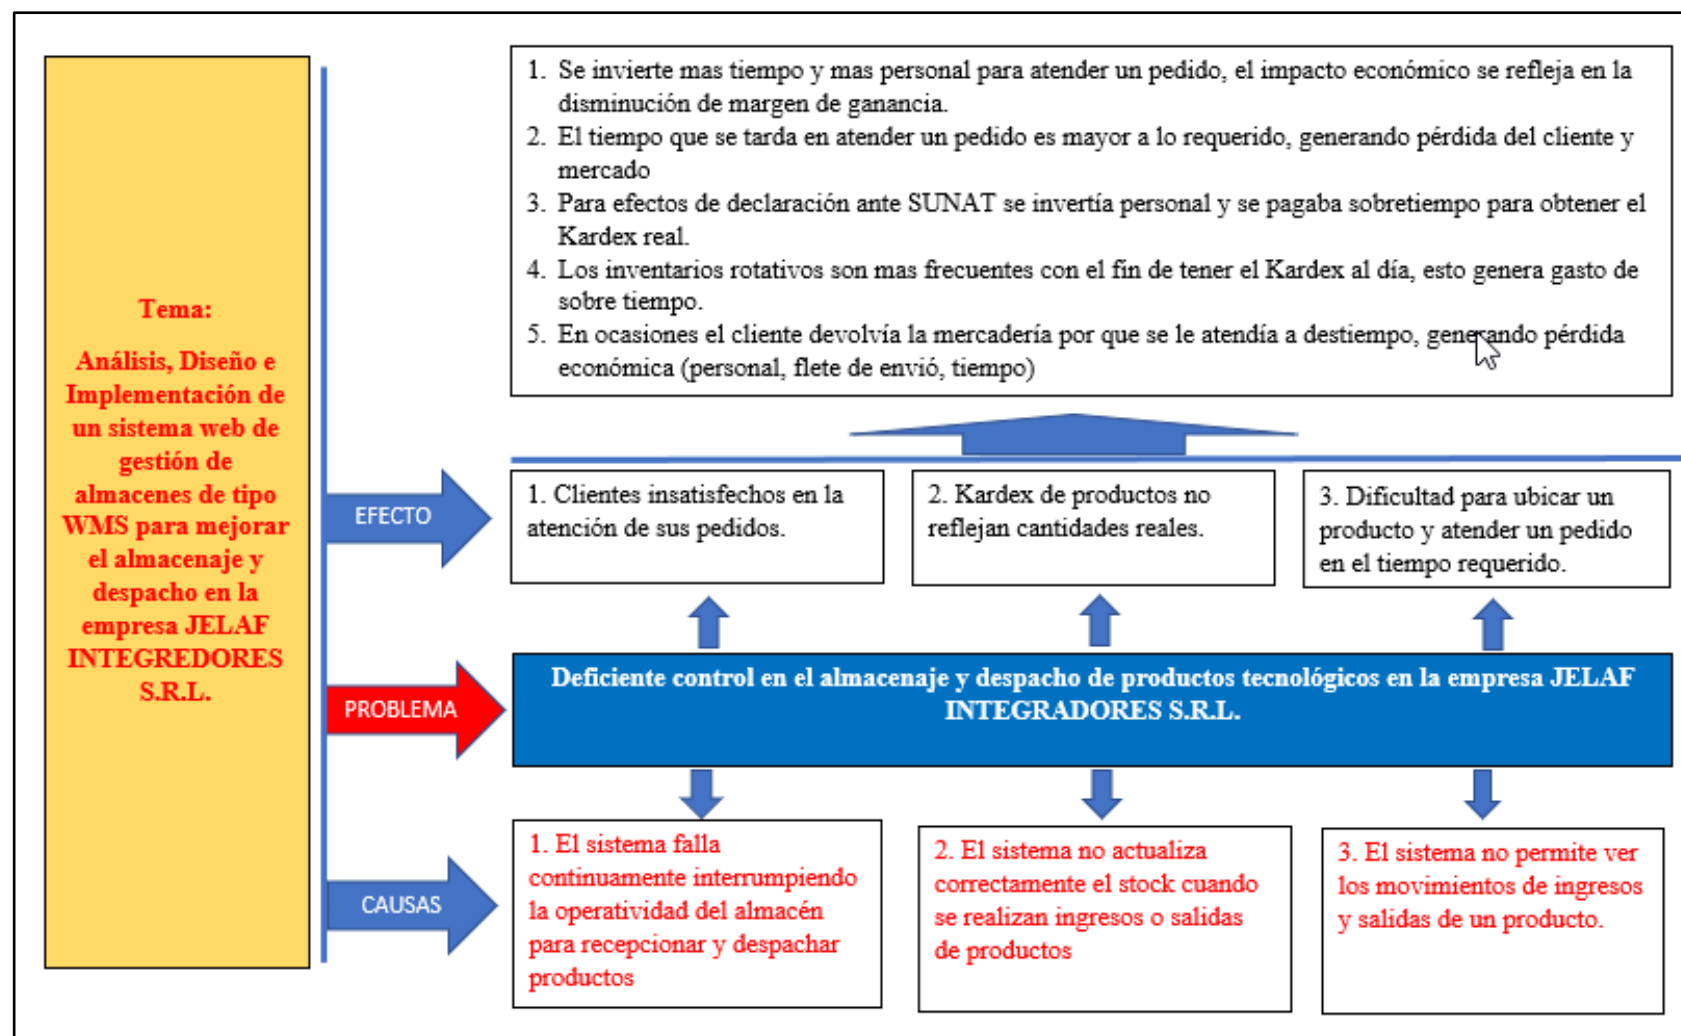 Tema:
Análisis, Diseño e
Implementación de
un sistema web de
gestión de
almacenes de tipo
WMS para mejorar
el almacenaje y
despacho en la
empresa JELAF
INTEGREDORES
S.R.L.
1. Se invierte mas tiempo y mas personal para atender un pedido, el impacto económico se refleja en la
disminución de margen de ganancia.
2. El tiempo que se tarda en atender un pedido es mayor a lo requerido, generando pérdida del cliente y
mercado
3. Para efectos de declaración ante SUNAT se invertía personal y se pagaba sobretiempo para obtener el
Kardex real.
4. Los inventarios rotativos son mas frecuentes con el fin de tener el Kardex al día, esto genera gasto de
sobre tiempo.
5. En ocasiones el cliente devolvía la mercadería por que se le atendía a destiempo, generando pérdida
económica (personal, flete de envió, tiempo)
EFECTO
1. Clientes insatisfechos en la
atención de sus pedidos.
2. Kardex de productos no
reflejan cantidades reales.
3. Dificultad para ubicar un
producto y atender un pedido
en el tiempo requerido.
PROBLEMA
Deficiente control en el almacenaje y despacho de productos tecnológicos en la empresa JELAF
INTEGRADORES S.R.L.
CAUSAS
1. El sistema falla
continuamente interrumpiendo
la operatividad del almacén
para recepcionar y despachar
productos
2. El sistema no actualiza
correctamente el stock cuando
se realizan ingresos o salidas
de productos
3. El sistema no permite ver
los movimientos de ingresos
y salidas de un producto.